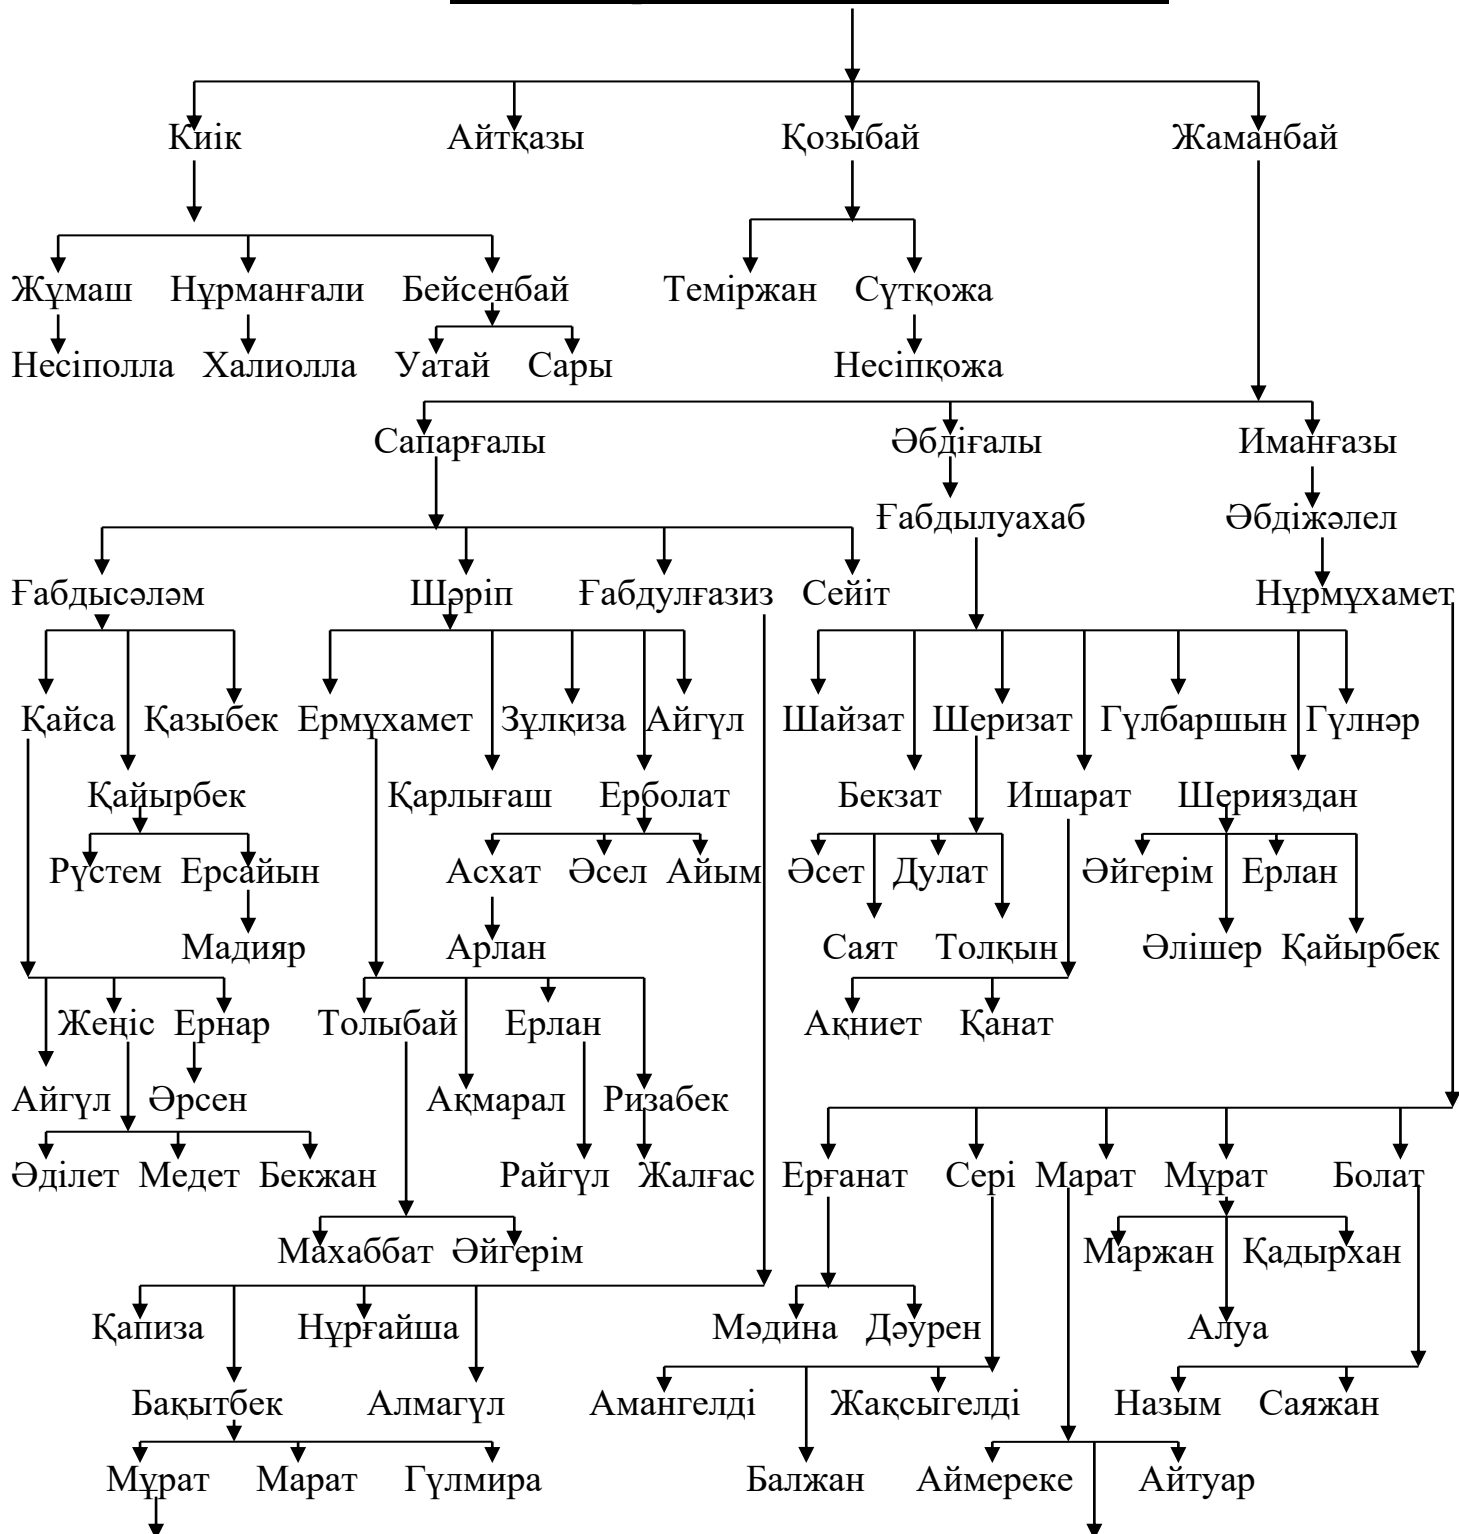 Киік Айтқазы Қозыбай Жаманбай
Жұмаш Нұрманғали Бейсенбай Теміржан Сүтқожа
Несіполла Халиолла Уатай Сары Несіпқожа
Сапарғалы Әбдіғалы Иманғазы
Ғабдылуахаб Әбдіжәлел
Ғабдысәләм Шәріп Ғабдулғазиз Сейіт Нұрмұхамет
Қайса Қазыбек Ермұхамет Зұлқиза Айгүл Шайзат Шеризат Гүлбаршын Гүлнәр
Қайырбек Қарлығаш Ерболат Бекзат Ишарат Шерияздан
Рүстем Ерсайын Асхат Әсел Айым Әсет Дулат Әйгерім Ерлан
Мадияр Арлан Саят Толқын Әлішер Қайырбек
Жеңіс Ернар Толыбай Ерлан Ақниет Қанат
Айгүл Әрсен Ақмарал Ризабек
Әділет Медет Бекжан Райгүл Жалғас Ерғанат Сері Марат Мұрат Болат
Махаббат Әйгерім Маржан Қадырхан
Қапиза Нұрғайша Мәдина Дәурен Алуа
Бақытбек Алмагүл Амангелді Жақсыгелді Назым Саяжан
Мұрат Марат Гүлмира Балжан Аймереке Айтуар